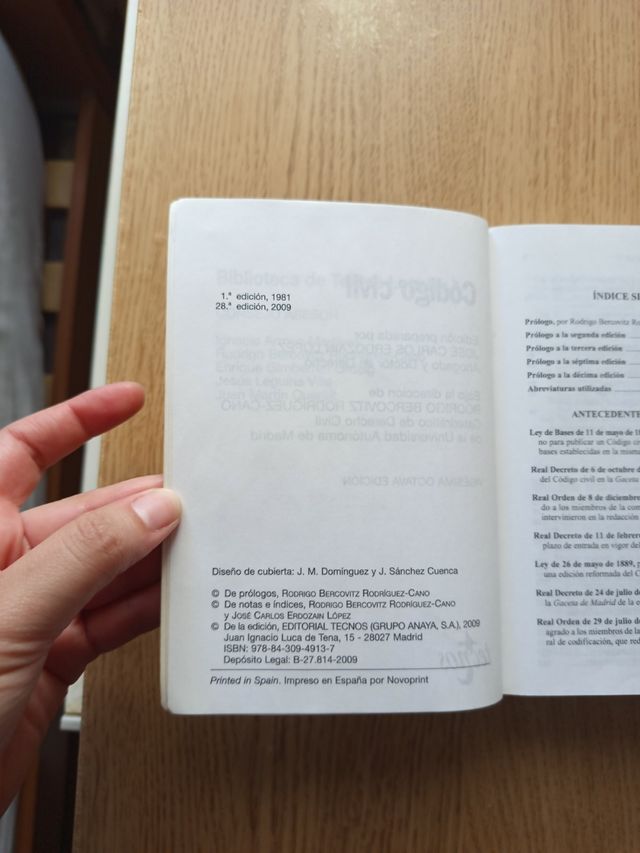 1.ª edición, 1981
28.ª edición, 2009
Diseño de cubierta: J. M. Domínguez y J. Sánchez Cuenca
© De prólogos, RODRIGO BERCOVITZ RODRÍGUEZ-CANO
© De notas e índices, RODRIGO BERCOVITZ RODRÍGUEZ-CANO
y JOSÉ CARLOS ERDOZAIN LÓPEZ
© De la edición, EDITORIAL TECNOS (GRUPO ANAYA, S.A.), 2009
Juan Ignacio Luca de Tena, 15 - 28027 Madrid
ISBN: 978-84-309-4913-7
Depósito Legal: B-27.814-2009
Printed in Spain. Impreso en España por Novoprint
ÍNDICE
Prólogo, por Rodrigo Bercovitz
Prólogo a la segunda edición
Prólogo a la tercera edición
Prólogo a la séptima edición
Prólogo a la décima edición
Abreviaturas utilizadas
ANTECEDENTE
Ley de Bases de 11 de mayo de
no para publicar un Código
bases establecidas en la misma
Real Decreto de 6 de octubre
del Código civil en la Gaceta
Real Orden de 8 de diciembre
do a los miembros de la
intervinieron en la redacción
Real Decreto de 11 de
plazo de entrada en vigor del
Ley de 26 de mayo de 1889,
una edición reformada del
Real Decreto de 24 de julio
la Gaceta de Madrid de la
Real Orden de 29 de julio
agrado a los miembros de la
ral de codificación, que